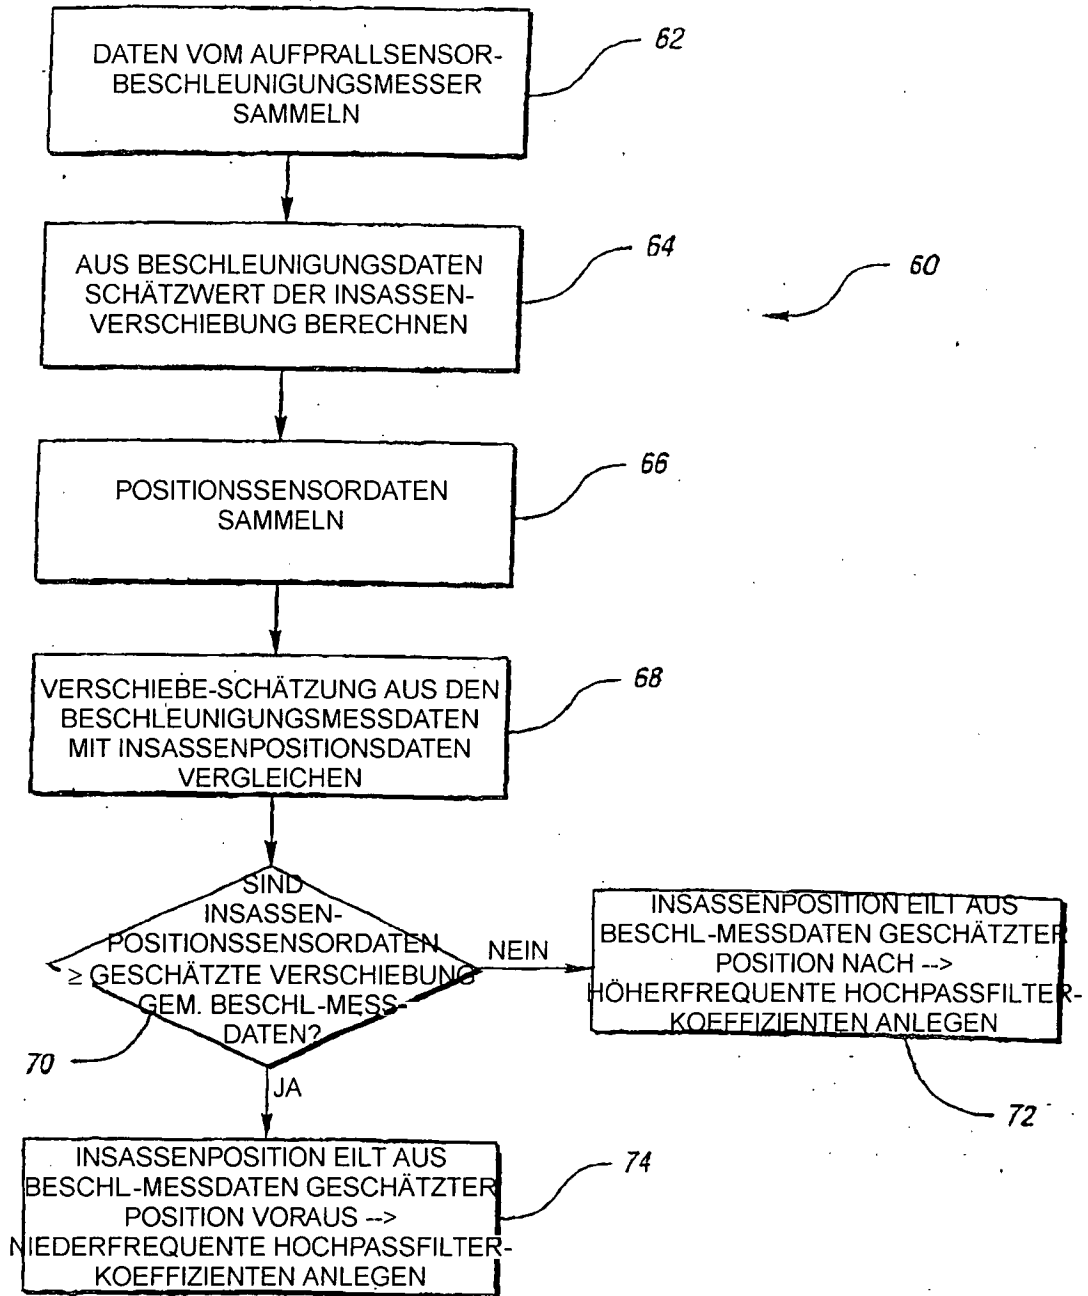 DATEN VOM AUFPRALLSENSOR-
BESCHLEUNIGUNGSMESSER
SAMMELN
62
AUS BESCHLEUNIGUNGSDATEN
SCHÄTZWERT DER INSASSEN-
VERSCHIEBUNG BERECHNEN
64
60
POSITIONSSENSORDATEN
SAMMELN
66
VERSCHIEBE-SCHÄTZUNG AUS DEN
BESCHLEUNIGUNGSMESSDATEN
MIT INSASSENPOSITIONSDATEN
VERGLEICHEN
68
SIND
INSASSEN-
POSITIONSSENSORDATEN
≥ GESCHÄTZTE VERSCHIEBUNG
GEM. BESCHL-MESS-
DATEN?
70
NEIN
INSASSENPOSITION EILT AUS
BESCHL-MESSDATEN GESCHÄTZTER
POSITION NACH -->
HÖHERFREQUENTE HOCHPASSFILTER-
KOEFFIZIENTEN ANLEGEN
72
JA
INSASSENPOSITION EILT AUS
BESCHL-MESSDATEN GESCHÄTZTER
POSITION VORAUS -->
NIEDERFREQUENTE HOCHPASSFILTER-
KOEFFIZIENTEN ANLEGEN
74